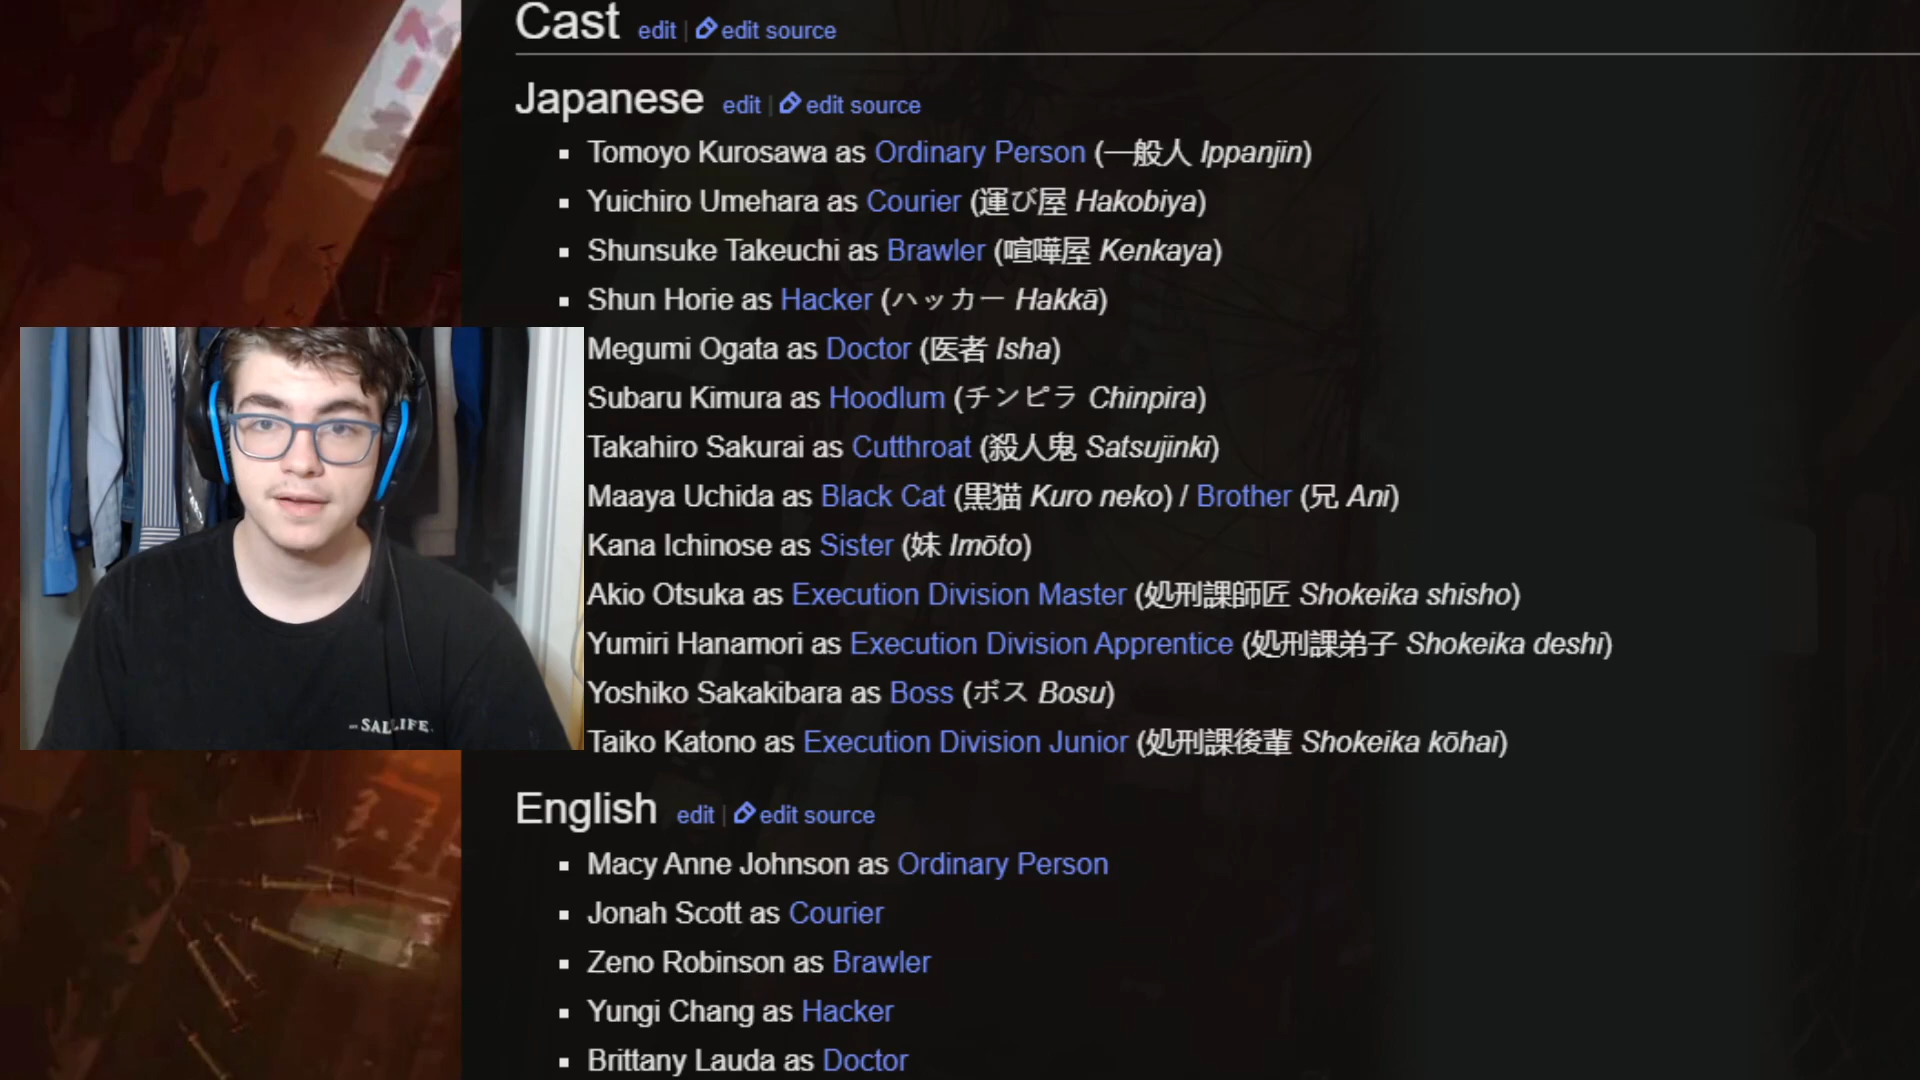 Cast edit | edit source
Japanese edit | edit source
Tomoyo Kurosawa as Ordinary Person (一般人 Ippanjin)
Yuichiro Umehara as Courier (運び屋 Hakobiya)
Shunsuke Takeuchi as Brawler (喧嘩屋 Kenkaya)
Shun Horie as Hacker (ハッカー Hakkā)
Megumi Ogata as Doctor (医者 Isha)
Subaru Kimura as Hoodlum (チンピラ Chinpira)
Takahiro Sakurai as Cutthroat (殺人鬼 Satsujinki)
Maaya Uchida as Black Cat (黒猫 Kuro neko) / Brother (兄 Ani)
Kana Ichinose as Sister (妹 Imōto)
Akio Otsuka as Execution Division Master (処刑課師匠 Shokeika shisho)
Yumiri Hanamori as Execution Division Apprentice (処刑課弟子 Shokeika deshi)
Yoshiko Sakakibara as Boss (ボス Bosu)
Taiko Katono as Execution Division Junior (処刑課後輩 Shokeika kōhai)
English edit | edit source
Macy Anne Johnson as Ordinary Person
Jonah Scott as Courier
Zeno Robinson as Brawler
Yungi Chang as Hacker
Brittany Lauda as Doctor